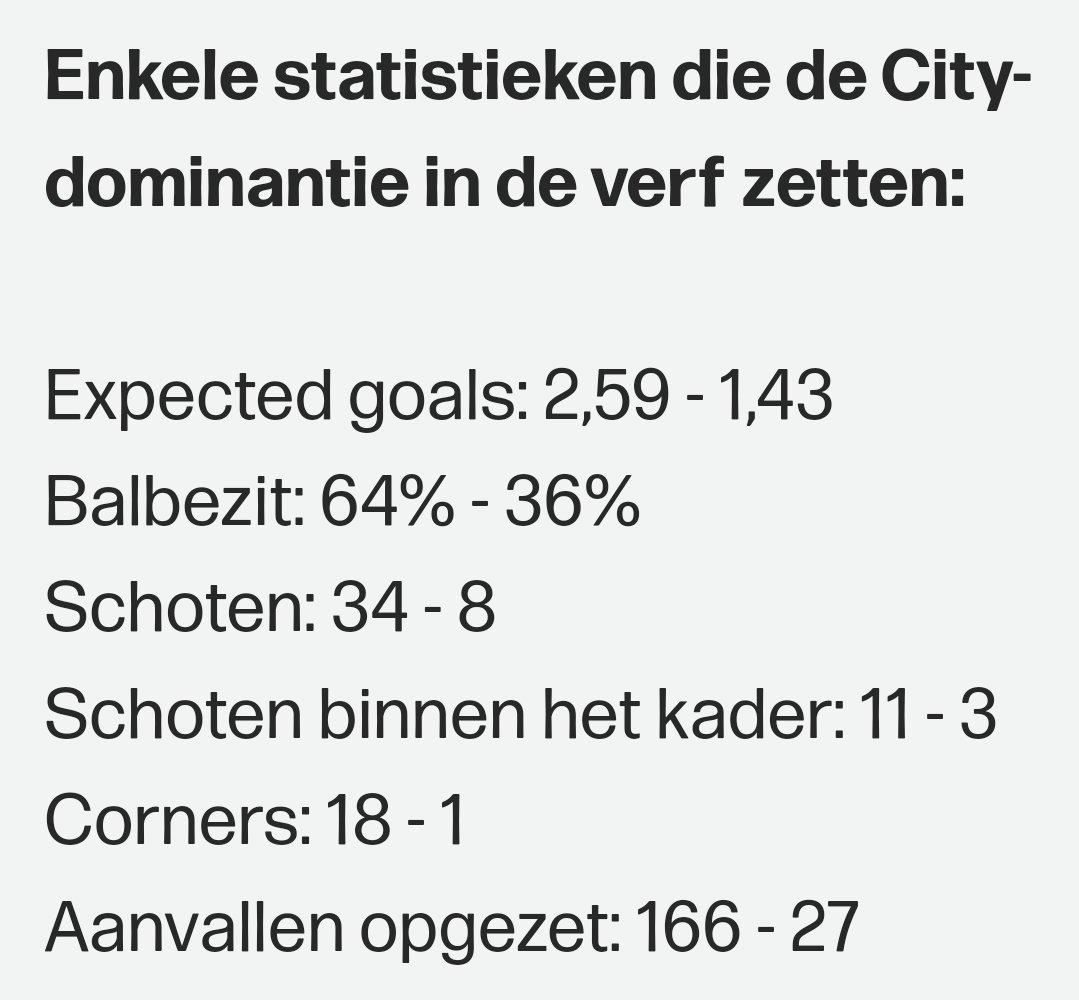 Enkele statistieken die de City-
dominantie in de verf zetten:
Expected goals: 2,59 - 1,43
Balbezit: 64% - 36%
Schoten: 34 - 8
Schoten binnen het kader: 11 - 3
Corners: 18 - 1
Aanvallen opgezet: 166 - 27